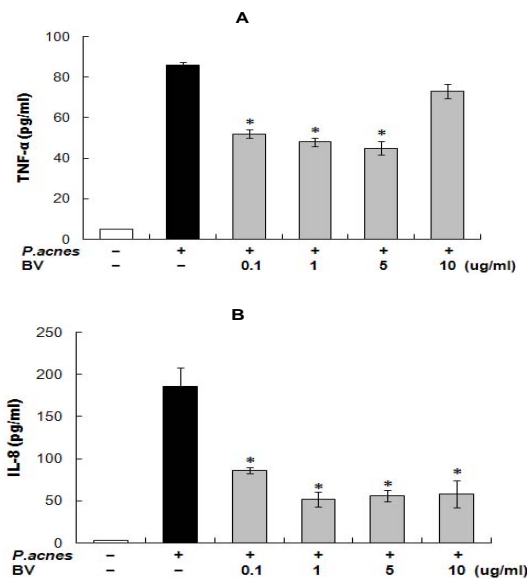 A
TNF-α (pg/ml)
100
80
60
40
20
0
* * *
P.acnes – + + + + +
BV – – 0.1 1 5 10 (ug/ml)
B
IL-8 (pg/ml)
250
200
150
100
50
0
* * * *
P.acnes – + + + + +
BV – – 0.1 1 5 10 (ug/ml)